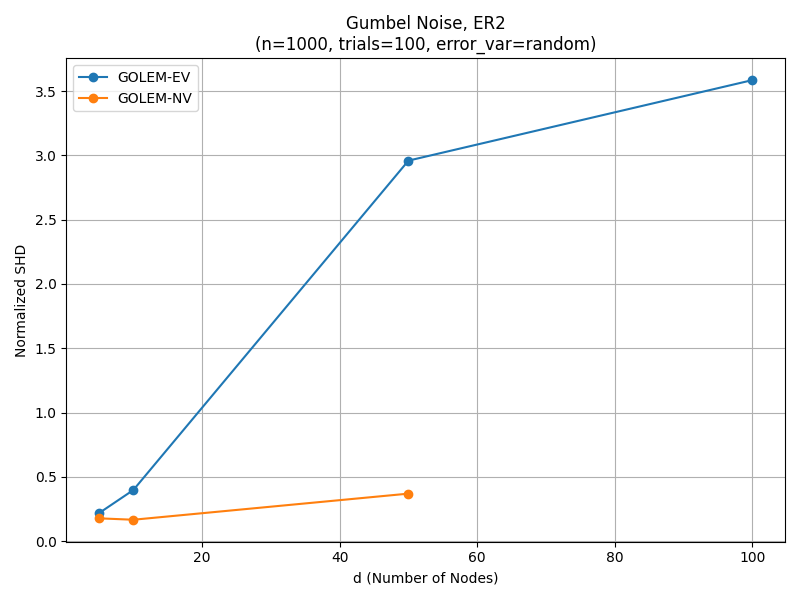 Gumbel Noise, ER2
(n=1000, trials=100, error_var=random)
GOLEM-EV
GOLEM-NV
Normalized SHD
3.5
3.0
2.5
2.0
1.5
1.0
0.5
0.0
20
40
60
80
100
d (Number of Nodes)